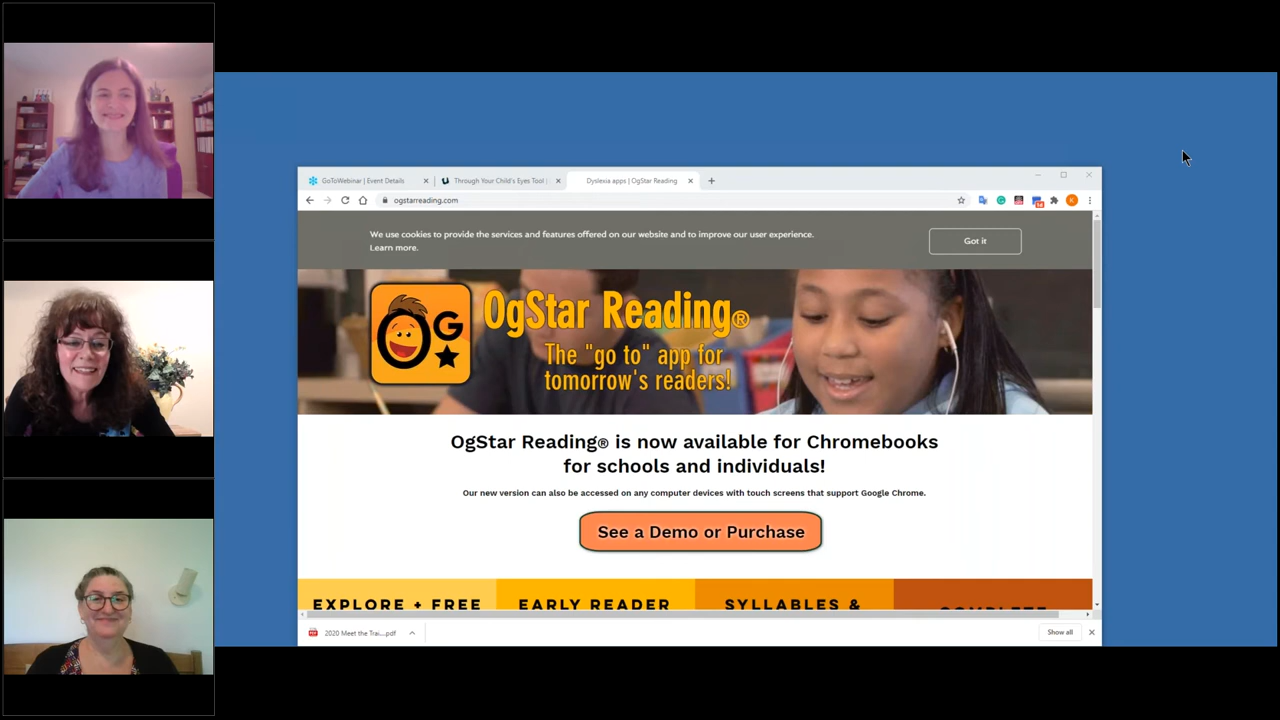 GoToWebinar | Event Details
Through Your Child's Eyes Tool |
Dyslexia apps | OgStar Reading
ogstarreading.com
We use cookies to provide the services and features offered on our website and to improve our user experience.
Learn more.
Got it
OG
OgStar Reading®
The "go to" app for
tomorrow's readers!
OgStar Reading® is now available for Chromebooks
for schools and individuals!
Our new version can also be accessed on any computer devices with touch screens that support Google Chrome.
See a Demo or Purchase
EXPLORE + FREE
EARLY READER
SYLLABLES &
COMPLETE
2020 Meet the Trai....pdf
Show all